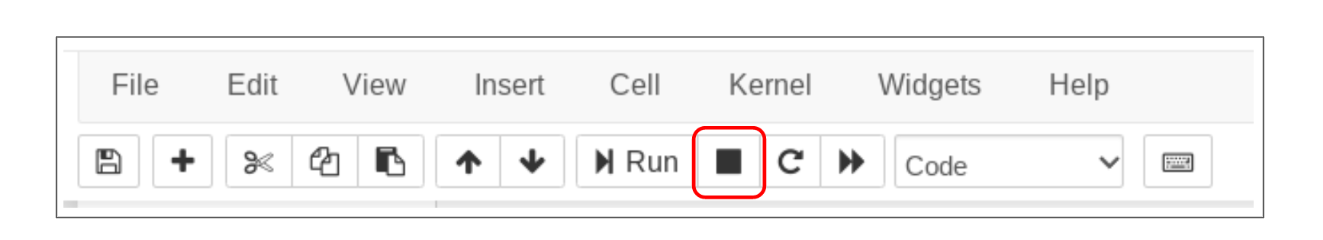 File Edit View Insert Cell Kernel Widgets Help
Run Code